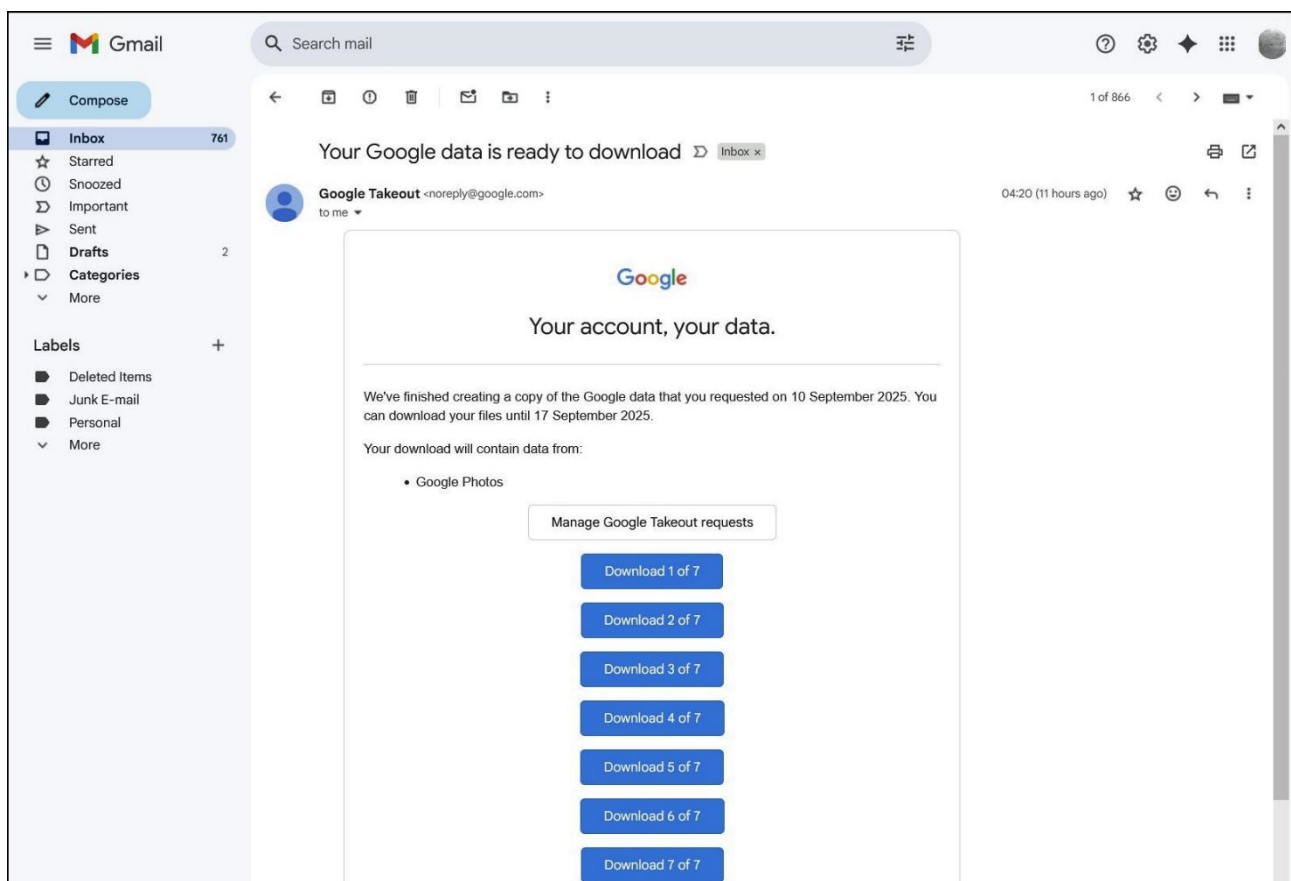 Gmail
Search mail
Compose
1 of 866
Inbox 761
Starred
Snoozed
Important
Sent
Drafts 2
Categories
More
Labels +
Deleted Items
Junk E-mail
Personal
More
Your Google data is ready to download Inbox ×
Google Takeout <noreply@google.com> 04:20 (11 hours ago)
to me
Google
Your account, your data.
We've finished creating a copy of the Google data that you requested on 10 September 2025. You
can download your files until 17 September 2025.
Your download will contain data from:
• Google Photos
Manage Google Takeout requests
Download 1 of 7
Download 2 of 7
Download 3 of 7
Download 4 of 7
Download 5 of 7
Download 6 of 7
Download 7 of 7